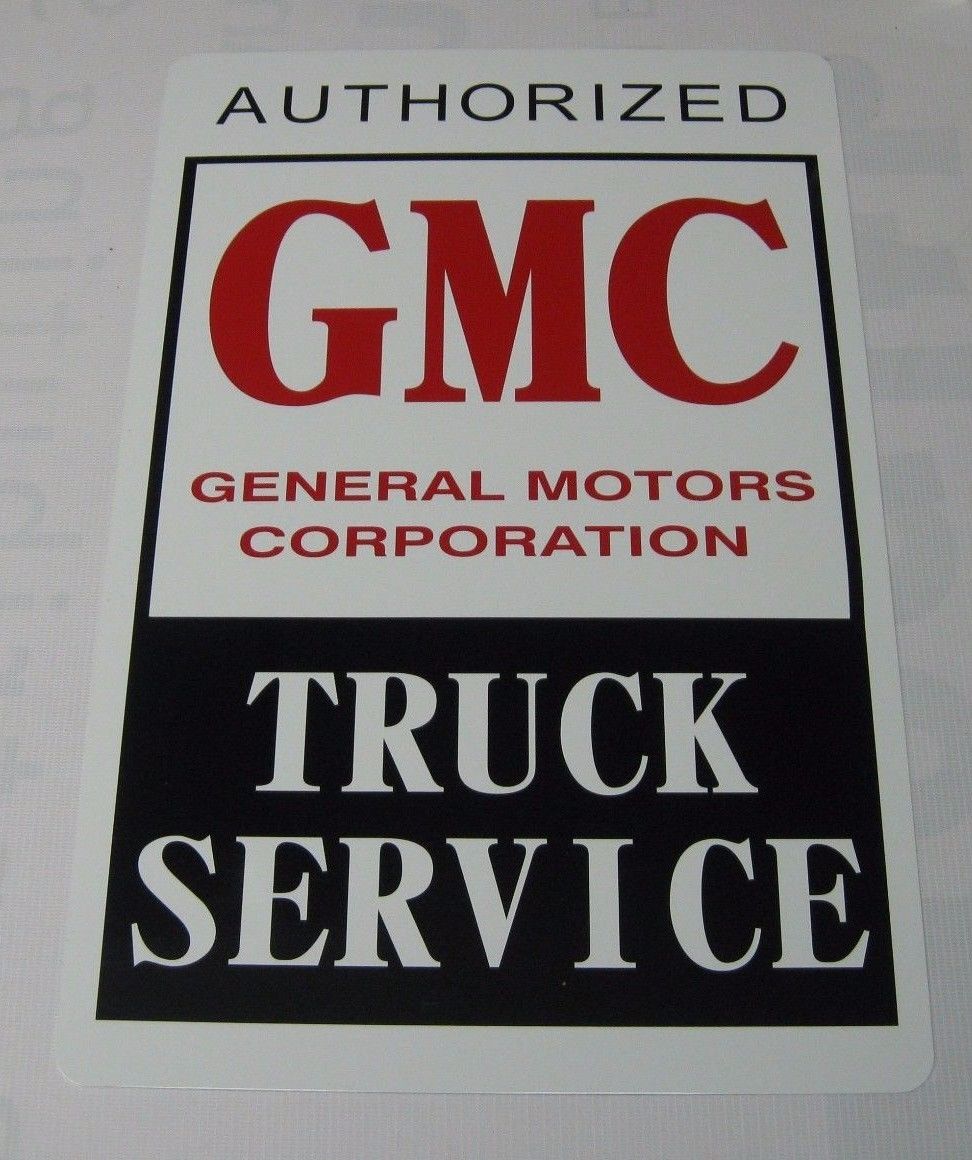 AUTHORIZED
GMC
GENERAL MOTORS
CORPORATION
TRUCK
SERVICE